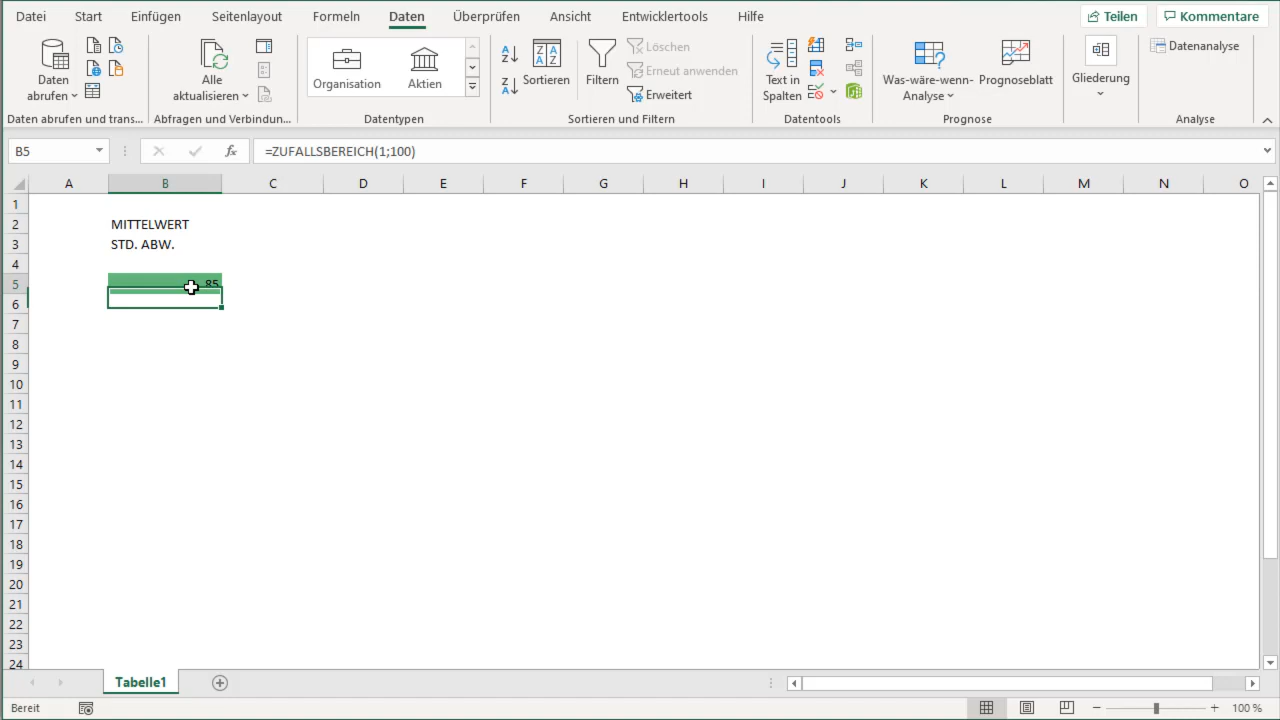 Datei Start Einfügen Seitenlayout Formeln Daten Überprüfen Ansicht Entwicklertools Hilfe Teilen Kommentare
Daten abrufen
Alle aktualisieren
Organisation
Aktien
Sortieren
Filtern
Löschen
Erneut anwenden
Erweitert
Text in Spalten
Was-wäre-wenn-
Analyse
Prognoseblatt
Gliederung
Datenanalyse
Daten abrufen und trans... Abfragen und Verbindun... Datentypen Sortieren und Filtern Datentools Prognose Analyse
B5 fx =ZUFALLSBEREICH(1;100)
A B C D E F G H I J K L M N O
1
2 MITTELWERT
3 STD. ABW.
4
5 85
6
7
8
9
10
11
12
13
14
15
16
17
18
19
20
21
22
23
24
Tabelle1
Bereit 100 %